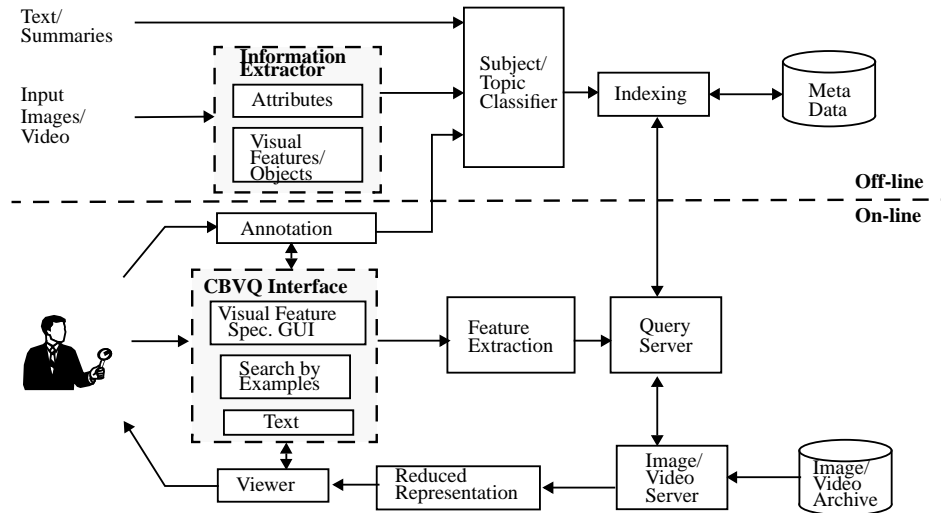 Text/
Summaries
Information
Extractor
Attributes
Visual
Features/
Objects
Input
Images/
Video
Subject/
Topic
Classifier
Indexing
Meta
Data
Off-line
On-line
Annotation
CBVQ Interface
Visual Feature
Spec. GUI
Search by
Examples
Text
Feature
Extraction
Query
Server
Viewer
Reduced
Representation
Image/
Video
Server
Image/
Video
Archive